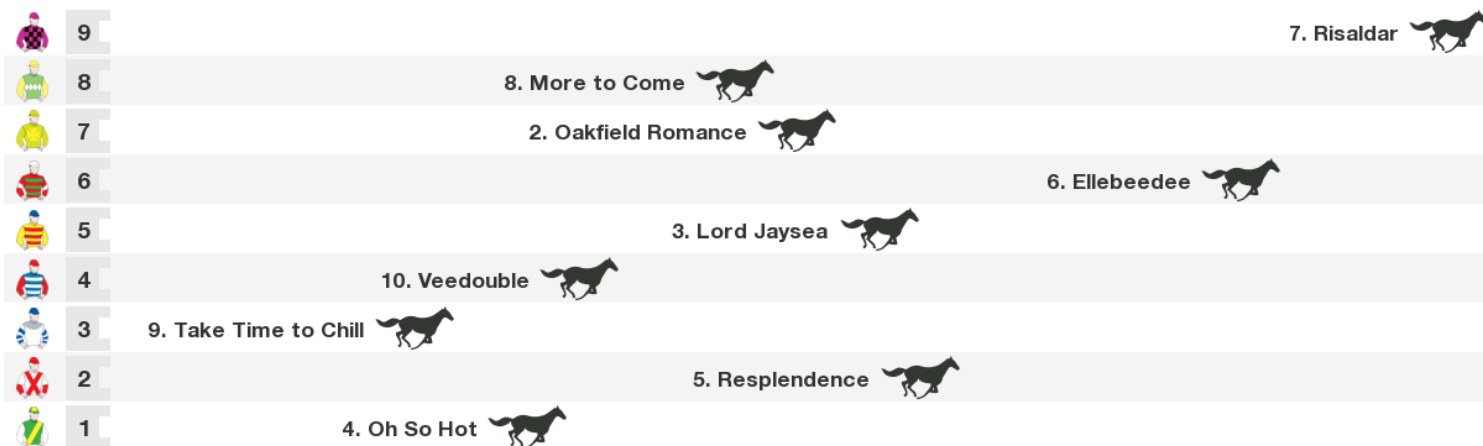 9 7. Risaldar
8 8. More to Come
7 2. Oakfield Romance
6 6. Ellebeedee
5 3. Lord Jaysea
4 10. Veedouble
3 9. Take Time to Chill
2 5. Resplendence
1 4. Oh So Hot